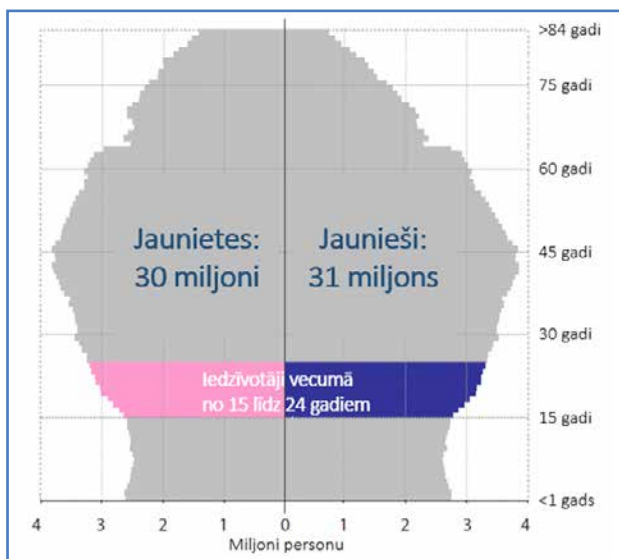 >84 gadi
75 gadi
60 gadi
Jaunietes:
30 miljoni
Jaunieši:
31 miljons
45 gadi
30 gadi
Iedzīvotāji vecumā
no 15 līdz 24 gadiem
15 gadi
<1 gads
4 3 2 1 0 1 2 3 4
Miljoni personu